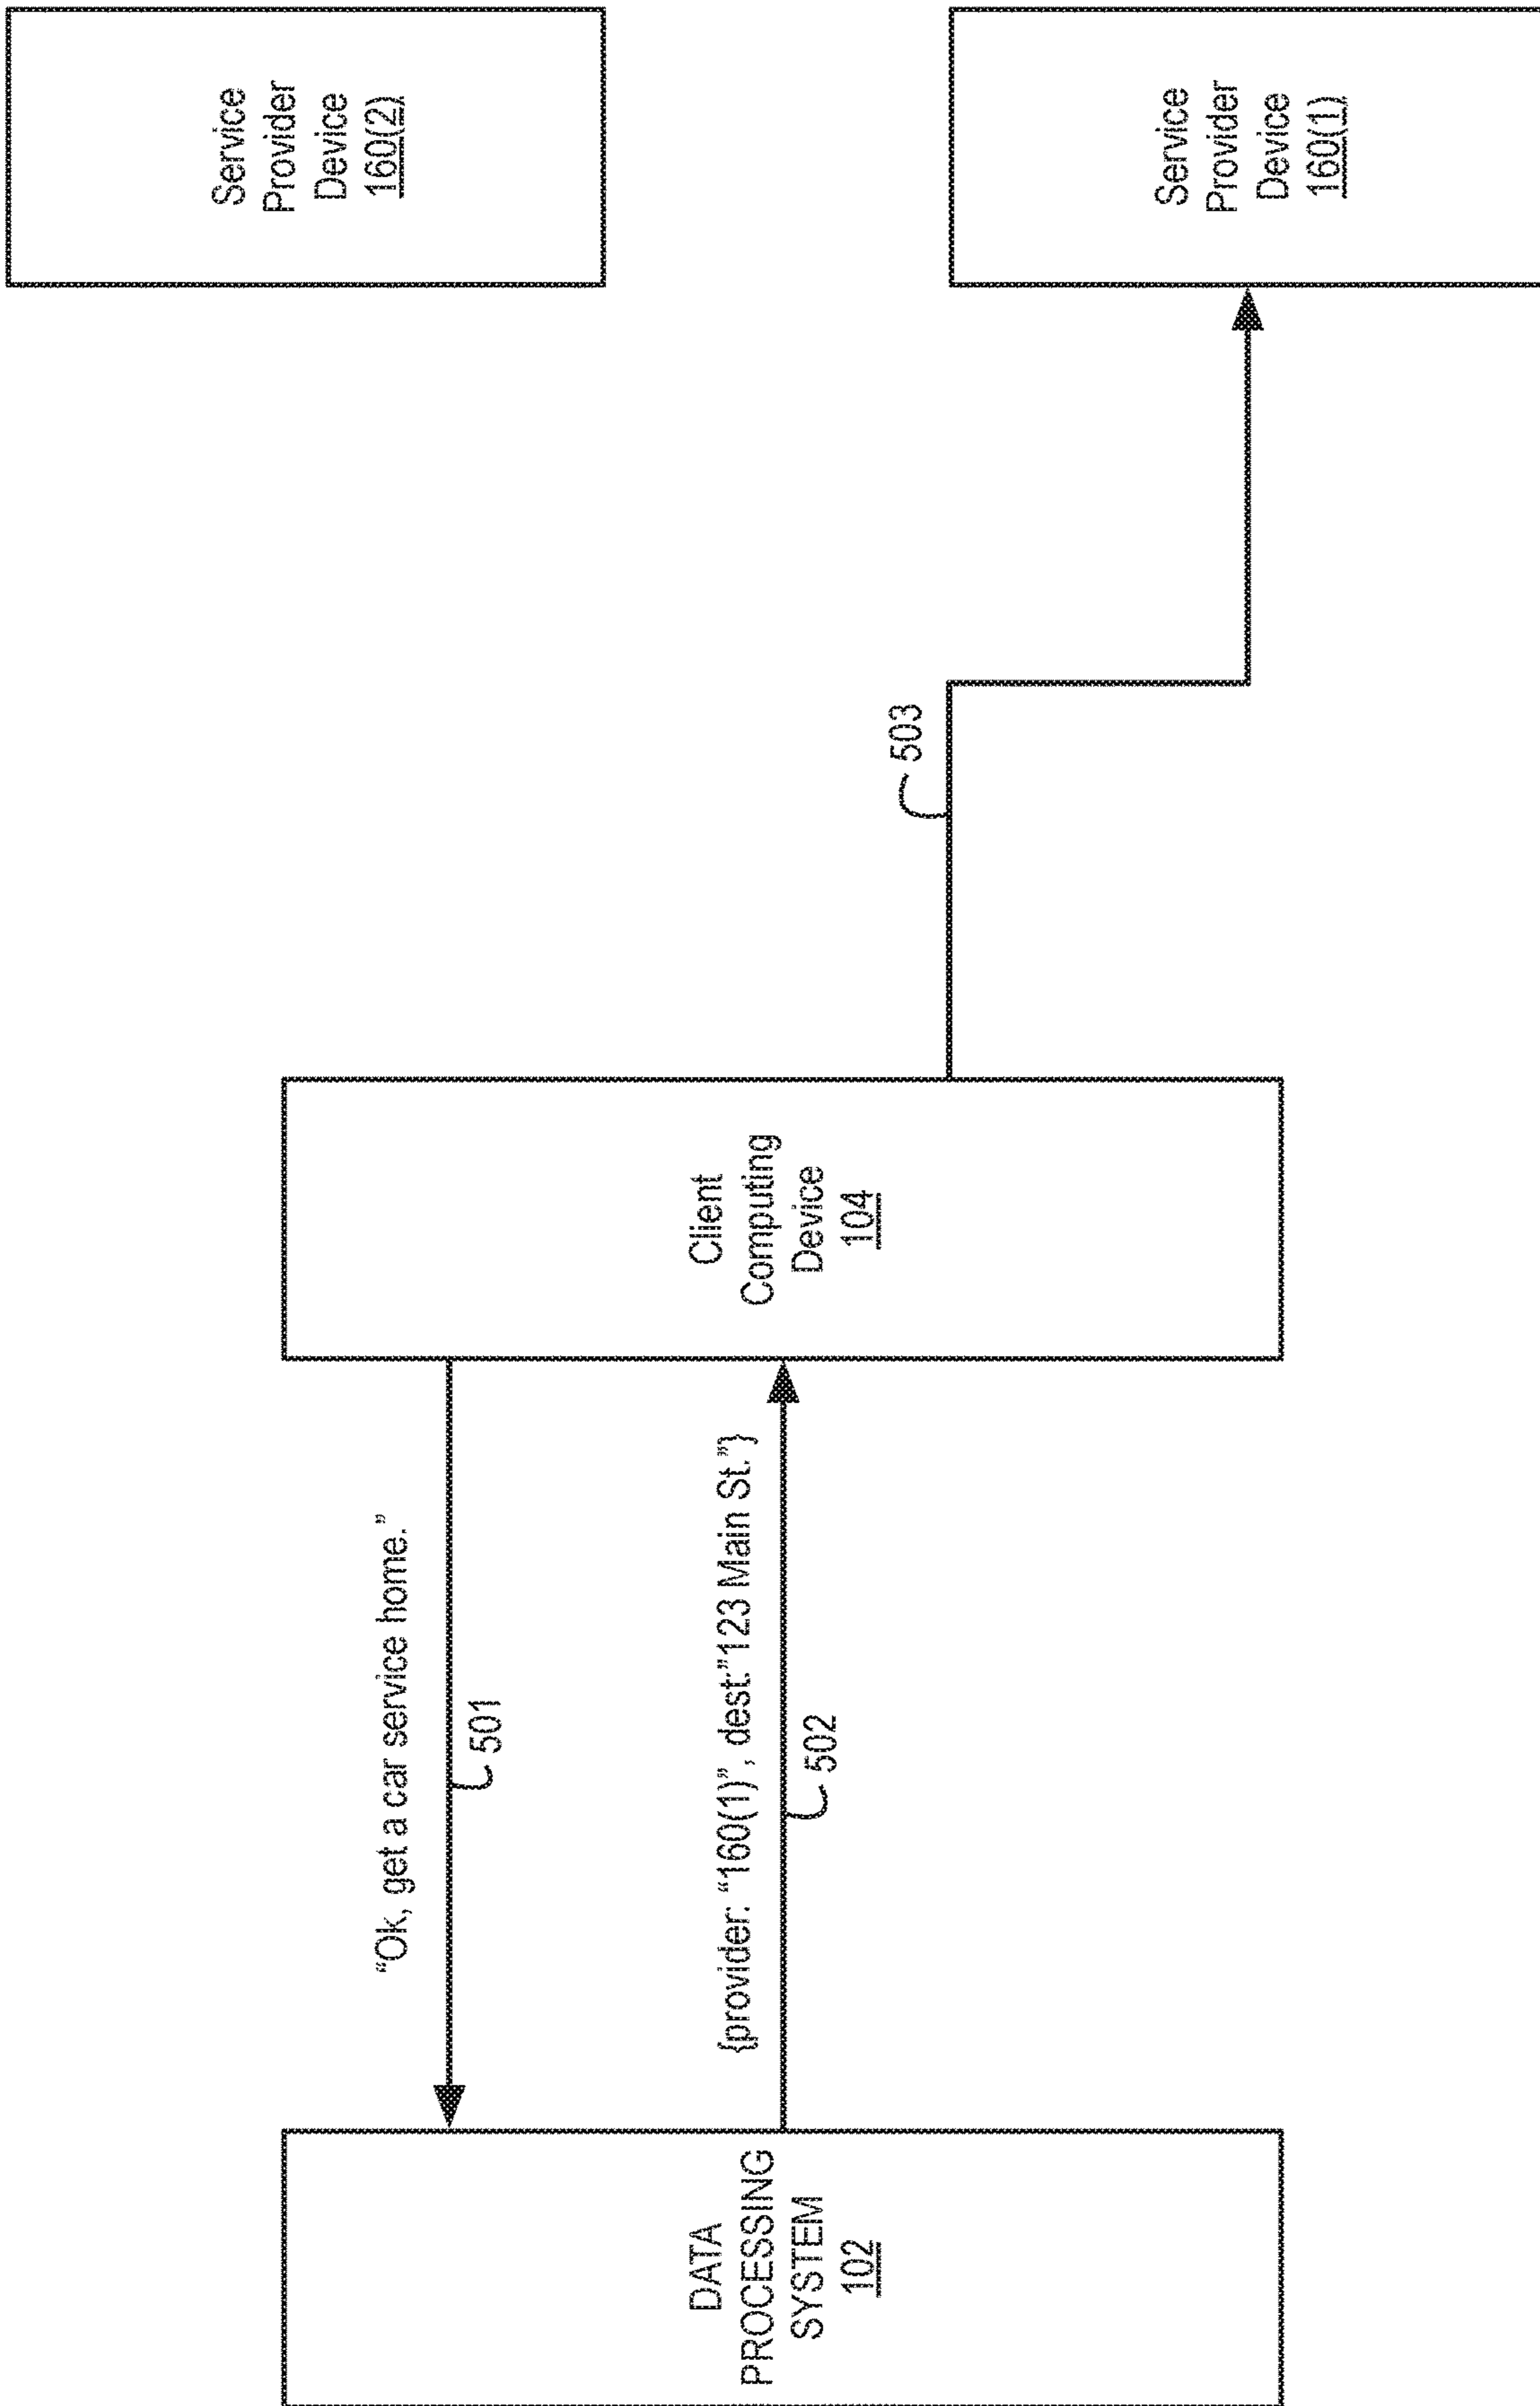 DATA
PROCESSING
SYSTEM
102
“Ok, get a car service home.”
501
{provider: “160(1)”, dest:”123 Main St.”}
502
Client
Computing
Device
104
503
Service
Provider
Device
160(2)
Service
Provider
Device
160(1)